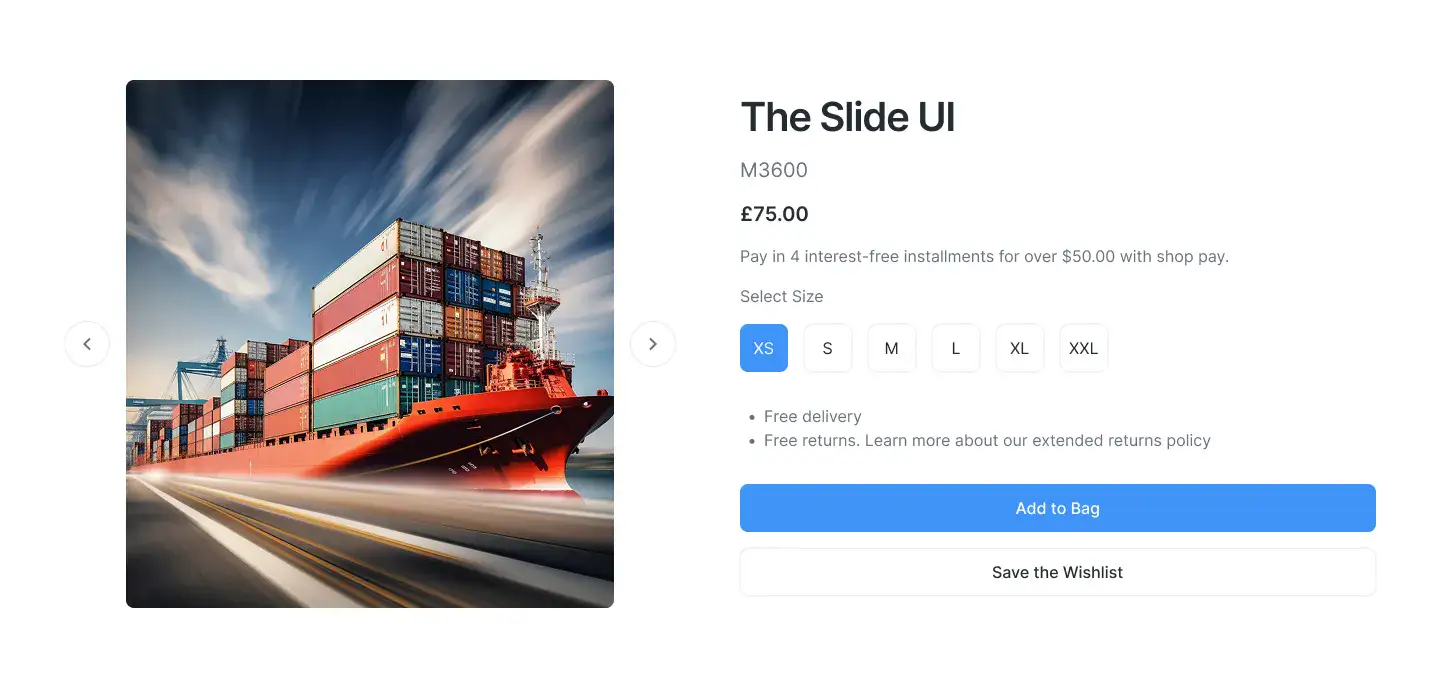 The Slide UI
M3600
£75.00
Pay in 4 interest-free installments for over $50.00 with shop pay.
Select Size
XS S M L XL XXL
• Free delivery
• Free returns. Learn more about our extended returns policy
Add to Bag
Save the Wishlist